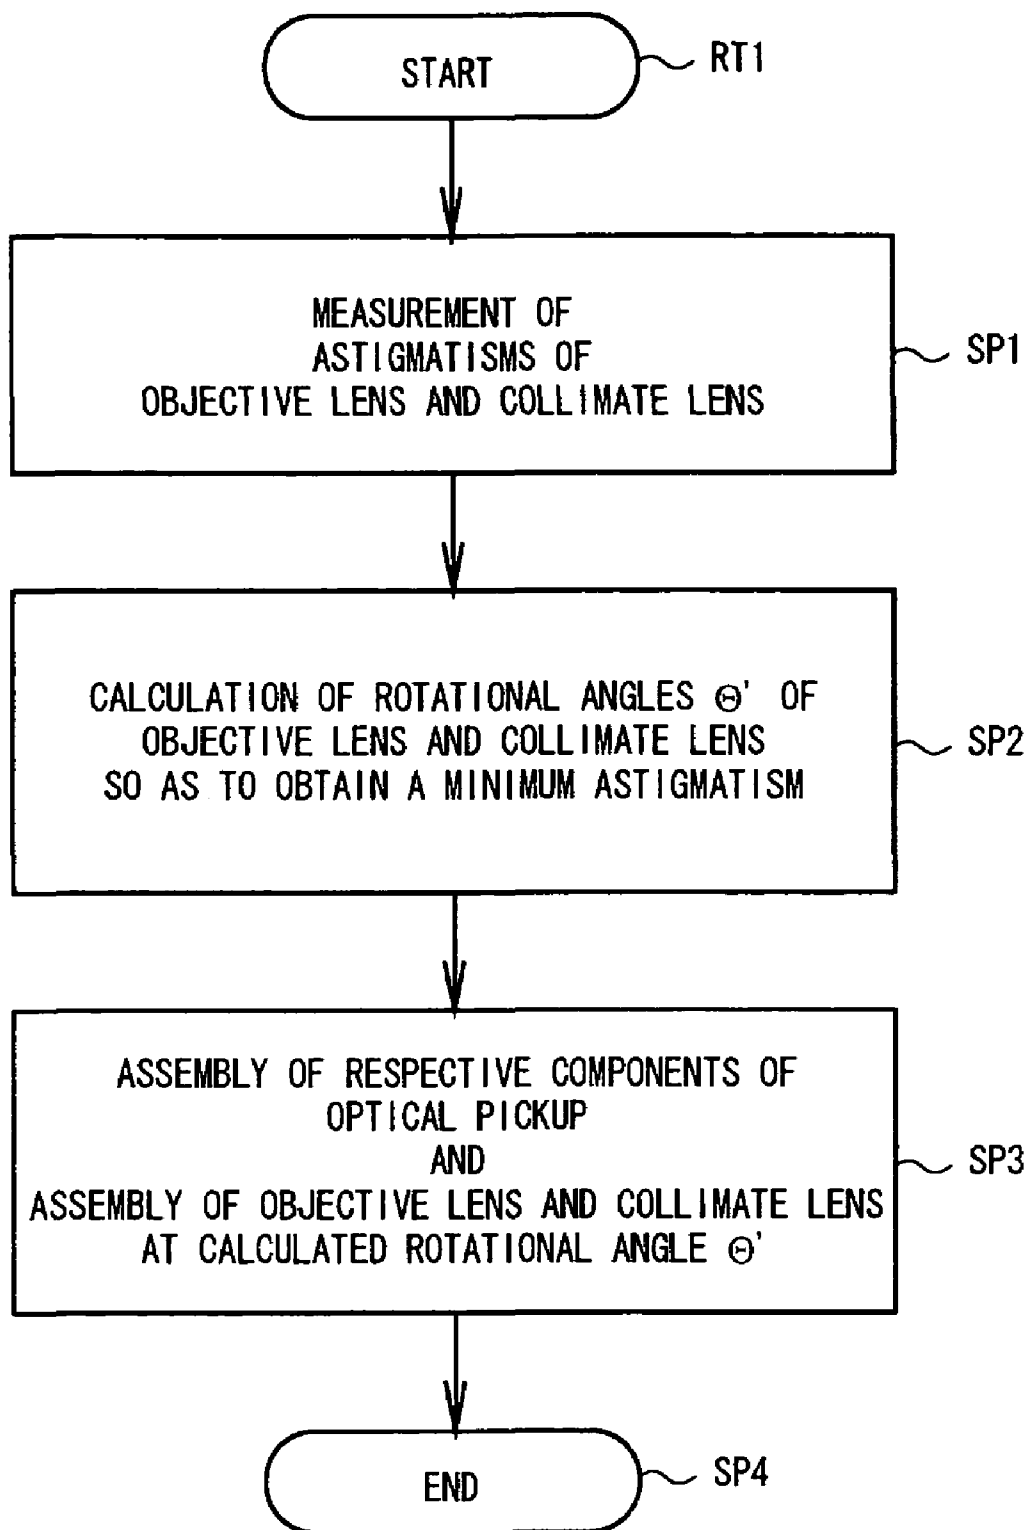 START
RT1
MEASUREMENT OF
ASTIGMATISMS OF
OBJECTIVE LENS AND COLLIMATE LENS
SP1
CALCULATION OF ROTATIONAL ANGLES Θ' OF
OBJECTIVE LENS AND COLLIMATE LENS
SO AS TO OBTAIN A MINIMUM ASTIGMATISM
SP2
ASSEMBLY OF RESPECTIVE COMPONENTS OF
OPTICAL PICKUP
AND
ASSEMBLY OF OBJECTIVE LENS AND COLLIMATE LENS
AT CALCULATED ROTATIONAL ANGLE Θ'
SP3
END
SP4